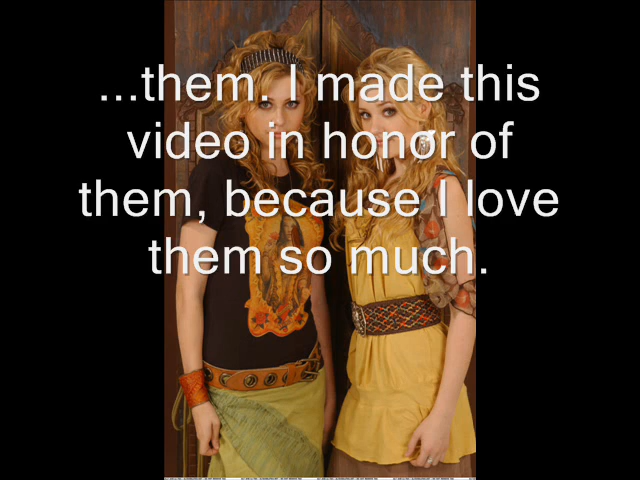 ...them. I made this
video in honor of
them, because I love
them so much.